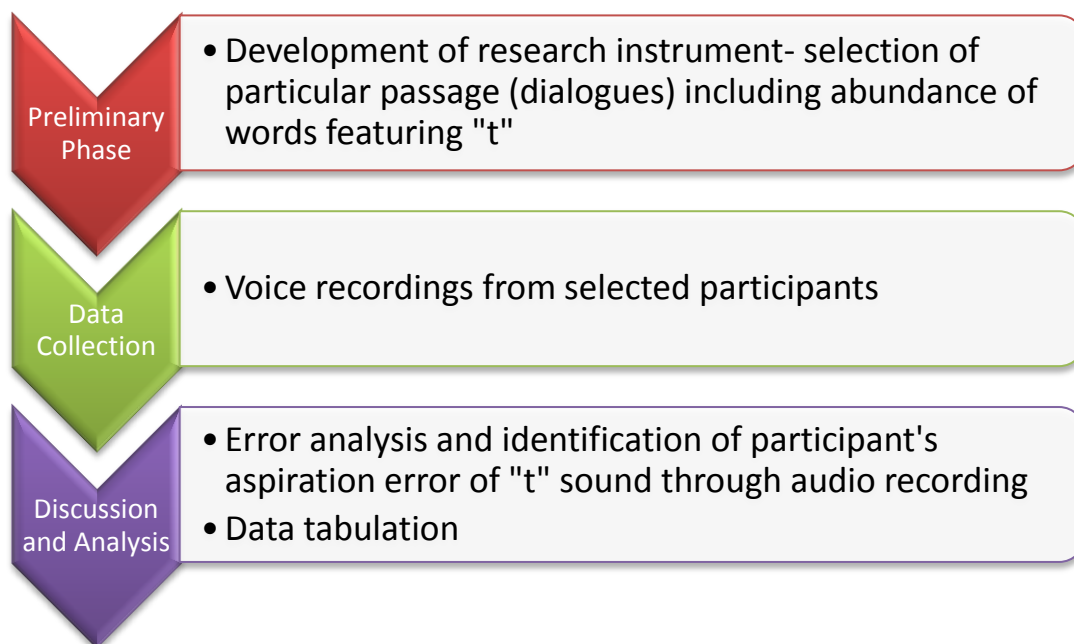 Preliminary
Phase
• Development of research instrument- selection of
particular passage (dialogues) including abundance of
words featuring "t"
Data
Collection
• Voice recordings from selected participants
Discussion
and Analysis
• Error analysis and identification of participant's
aspiration error of "t" sound through audio recording
• Data tabulation